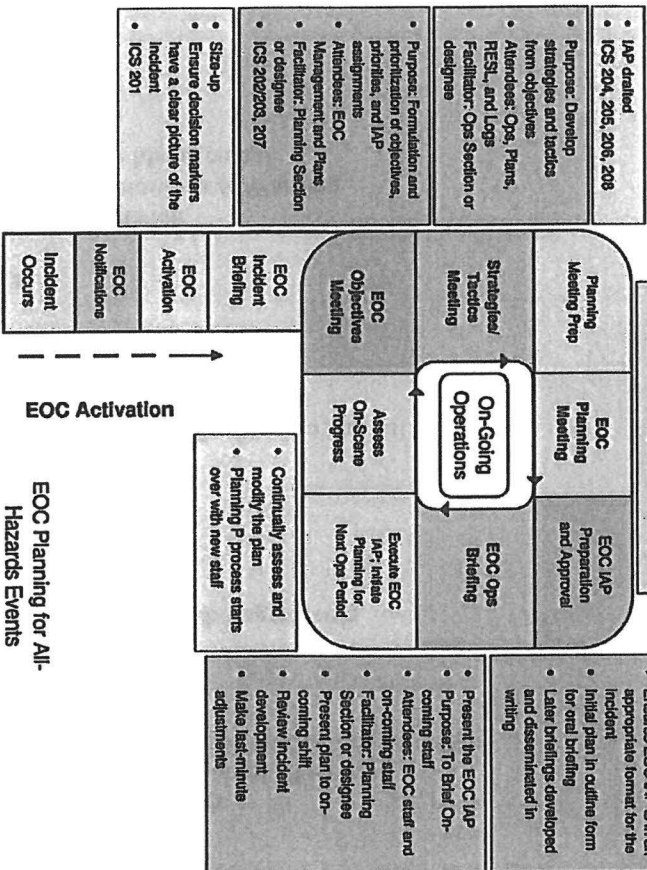 IAP drafted
ICS 204, 205, 206, 208
Purpose: Develop
strategies and tactics
from objectives
Attendees: Ops, Plans,
RESL, and Logs
Facilitator: Ops Section or
designee
Purpose: Formulation and
prioritization of objectives,
priorities, and IAP
assignments
Attendees: EOC
Management and Plans
Facilitator: Planning Section
or designee
ICS 202/203, 207
Size-up
Ensure decision markers
have a clear picture of the
Incident
ICS 201
Planning
Meeting Prep
EOC
Planning
Meeting
EOC IAP
Preparation
and Approval
Strategies/
Tactics
Meeting
On-Going
Operations
EOC Ops
Briefing
EOC
Objectives
Meeting
Assess
On-Scene
Progress
Execute EOC
IAP; Initiate
Planning for
Next Ops Period
EOC
Incident
Briefing
EOC
Activation
EOC
Notifications
Incident
Occurs
EOC Activation
Continually assess and
modify the plan
Planning P process starts
over with new staff
appropriate format for the
incident
Initial plan in outline form
for oral briefing
Later briefings developed
and disseminated in
writing
Present the EOC IAP
Purpose: To Brief On-
coming staff
Attendees: EOC staff and
on-coming staff
Facilitator: Planning
Section or designee
Present plan to on-
coming shift
Review incident
development
Make last-minute
adjustments
EOC Planning for All-
Hazards Events